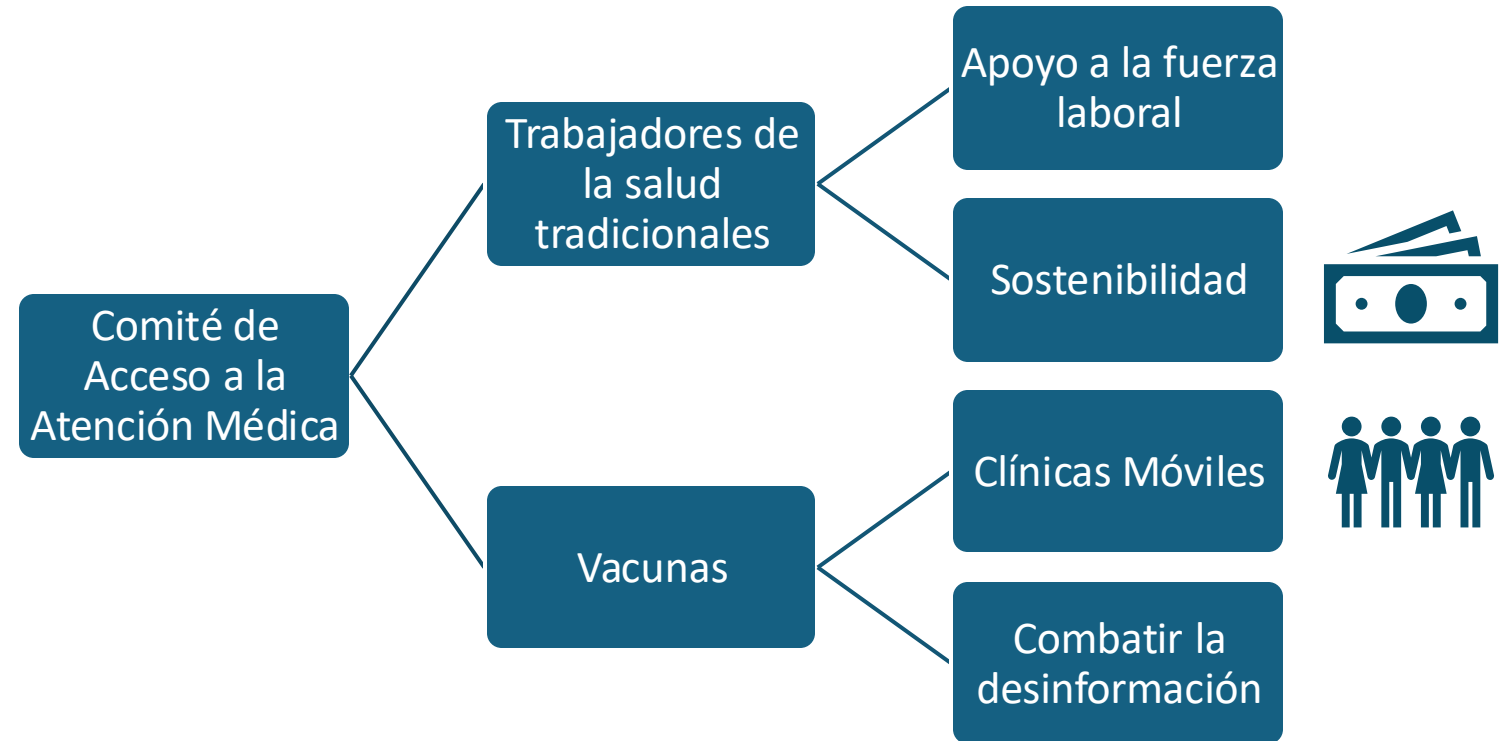 Comité de
Acceso a la
Atención Médica
Trabajadores de
la salud
tradicionales
Apoyo a la fuerza
laboral
Sostenibilidad
Vacunas
Clínicas Móviles
Combatir la
desinformación